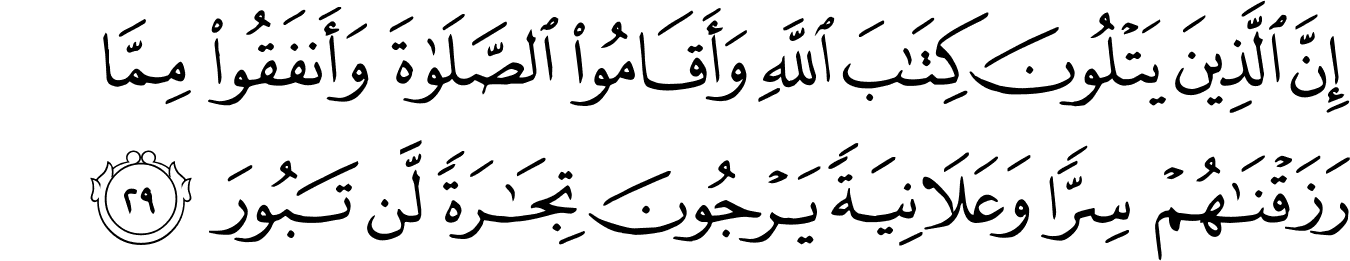 إِنَّ ٱلَّذِينَ يَتْلُونَ كِتَٰبَ ٱللَّهِ وَأَقَامُوا۟ ٱلصَّلَوٰةَ وَأَنفَقُوا۟ مِمَّا
رَزَقْنَٰهُمْ سِرًّا وَعَلَانِيَةً يَرْجُونَ تِجَٰرَةً لَّن تَبُورَ ٢٩